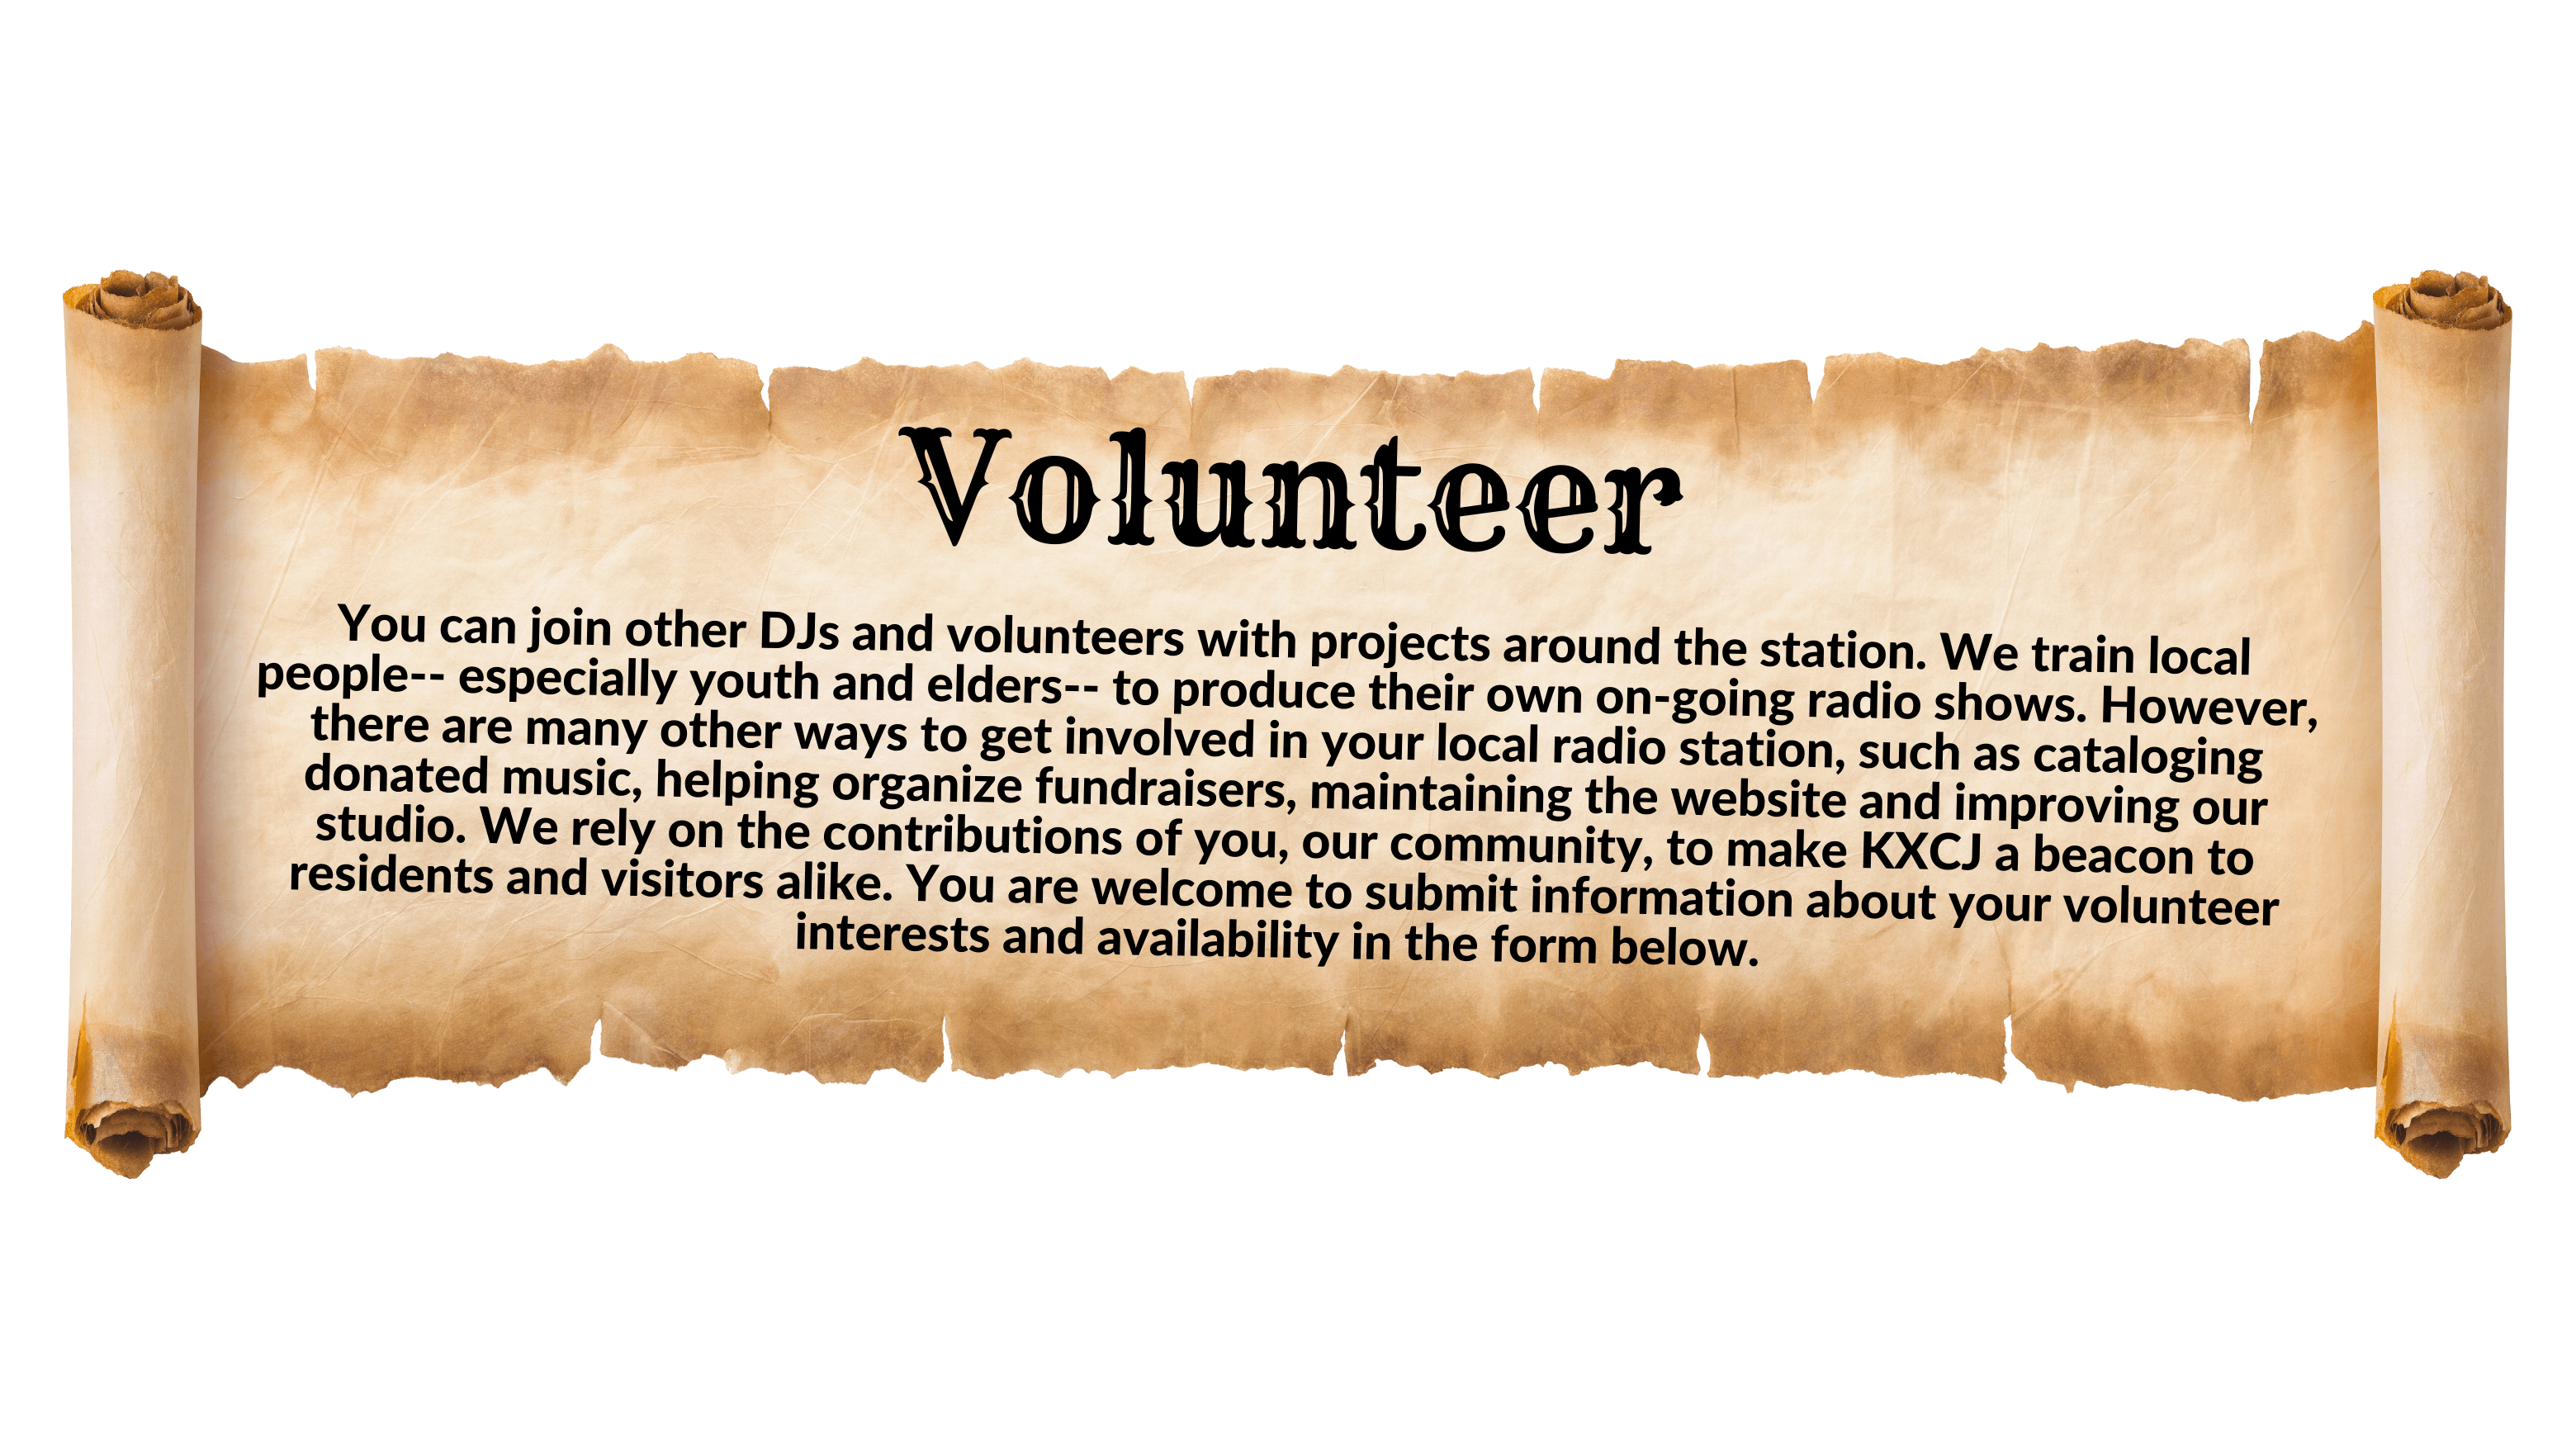 Volunteer
You can join other DJs and volunteers with projects around the station. We train local
people-- especially youth and elders-- to produce their own on-going radio shows. However,
there are many other ways to get involved in your local radio station, such as cataloging
donated music, helping organize fundraisers, maintaining the website and improving our
studio. We rely on the contributions of you, our community, to make KXCJ a beacon to
residents and visitors alike. You are welcome to submit information about your volunteer
interests and availability in the form below.